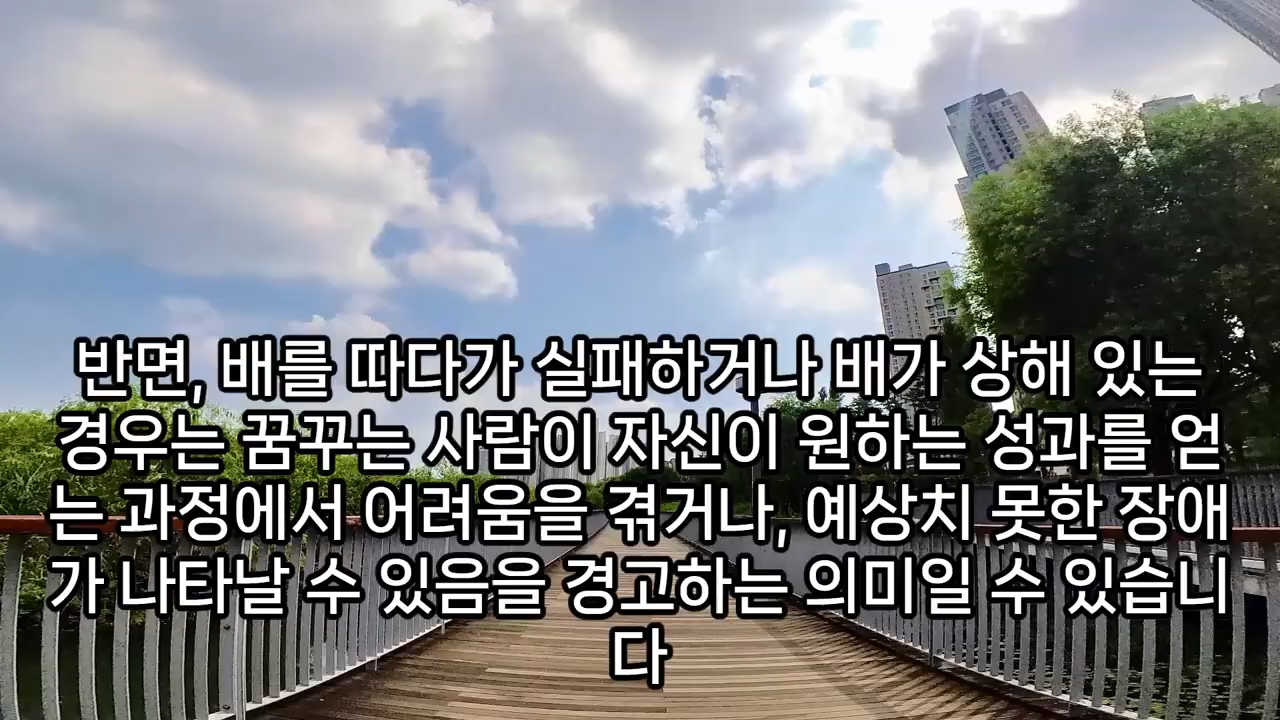 반면, 배를 따다가 실패하거나 배가 상해 있는
경우는 꿈꾸는 사람이 자신이 원하는 성과를 얻
는 과정에서 어려움을 겪거나, 예상치 못한 장애
가 나타날 수 있음을 경고하는 의미일 수 있습니
다